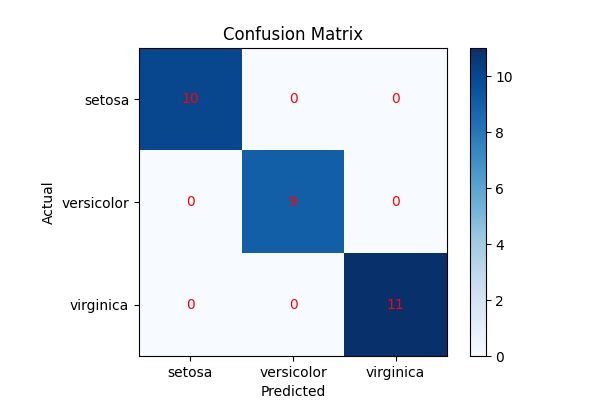 Confusion Matrix
setosa
10 0 0
versicolor
0 9 0
virginica
0 0 11
Actual
setosa versicolor virginica
Predicted
10
8
6
4
2
0